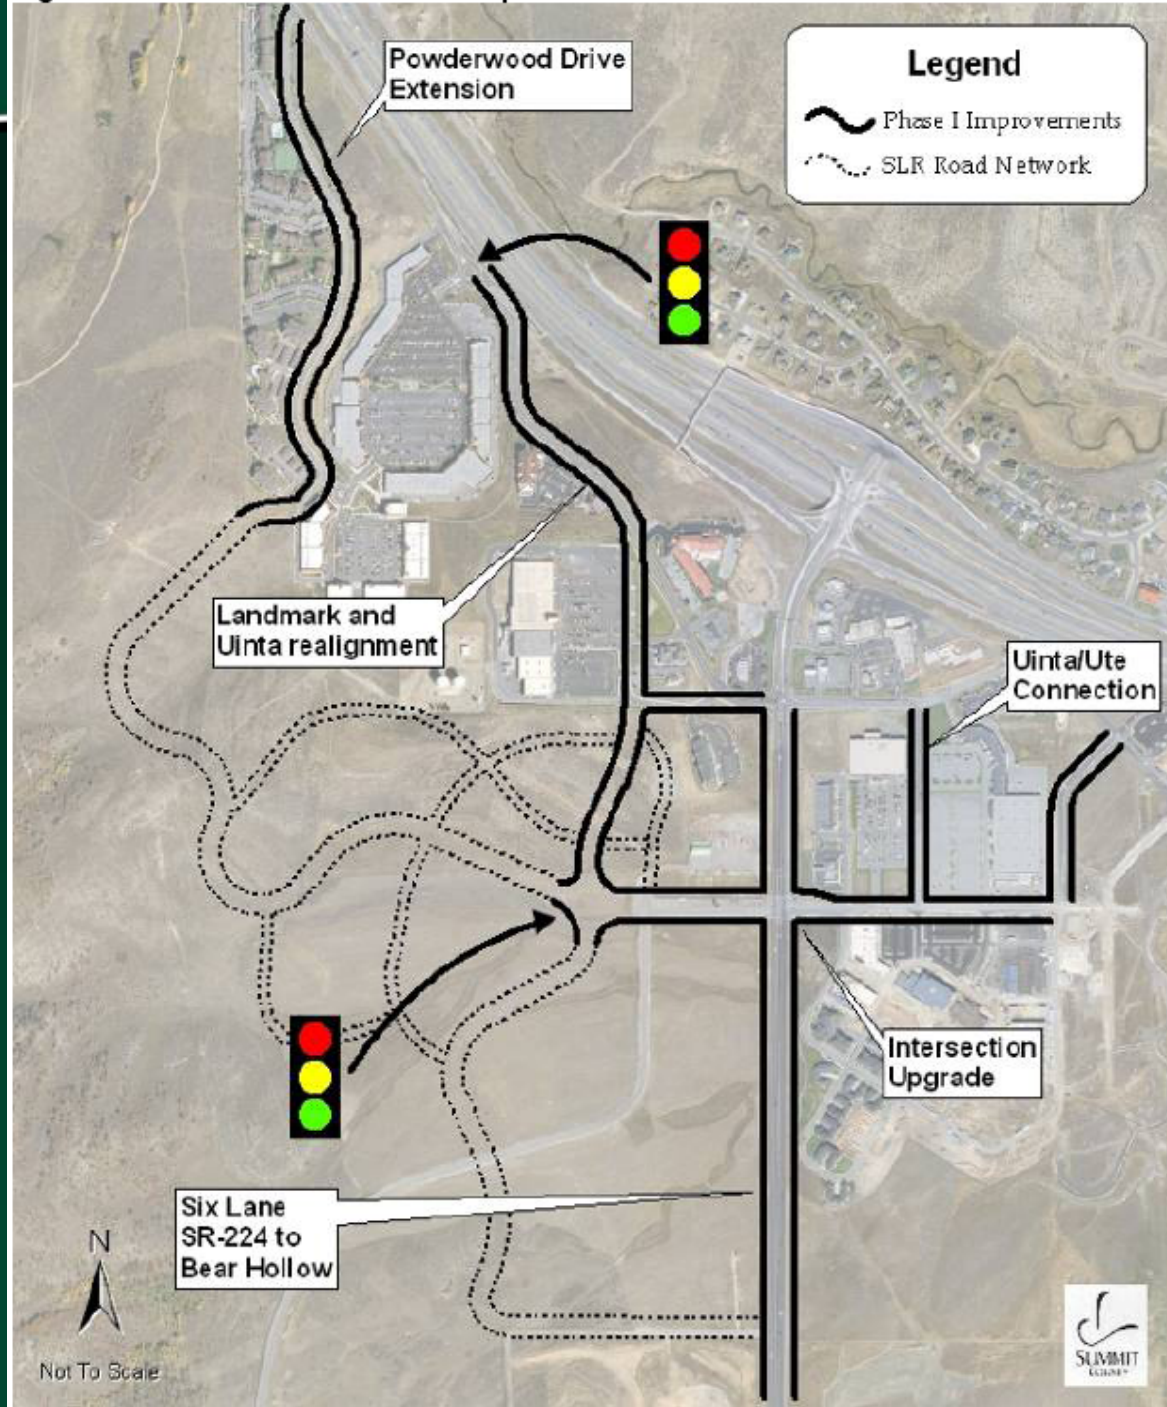 Powderwood Drive
Extension
Legend
Phase I Improvements
SLR Road Network
Landmark and
Uinta realignment
Uinta/Ute
Connection
Intersection
Upgrade
Six Lane
SR-224 to
Bear Hollow
N
Not To Scale
SUMMIT
COUNTY